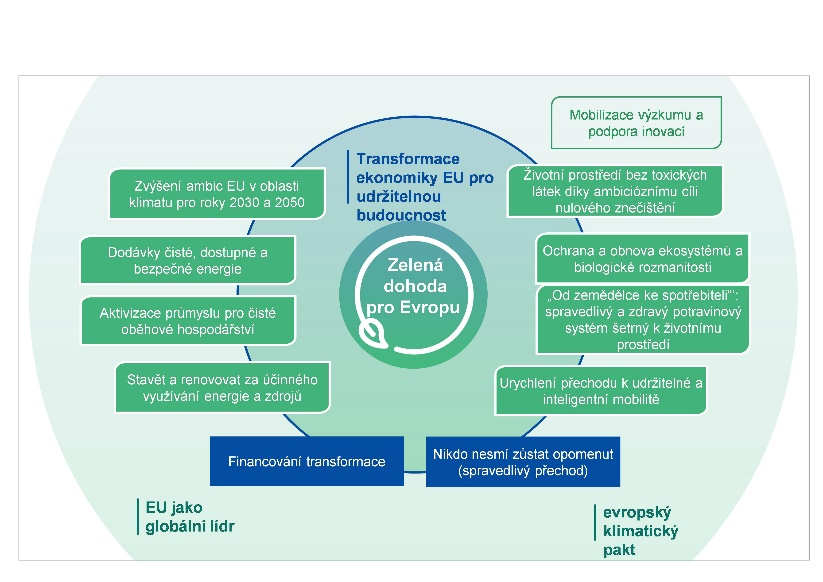 Mobilizace výzkumu a
podpora inovací
Transformace
ekonomiky EU pro
udržitelnou
budoucnost
Zvýšení ambic EU v oblasti
klimatu pro roky 2030 a 2050
Životní prostředí bez toxických
látek díky ambicióznímu cíli
nulového znečištění
Dodávky čisté, dostupné a
bezpečné energie
Zelená
dohoda
pro Evropu
Ochrana a obnova ekosystémů a
biologické rozmanitosti
Aktivizace průmyslu pro čisté
oběhové hospodářství
„Od zemědělce ke spotřebiteli“:
spravedlivý a zdravý potravinový
systém šetrný k životnímu
prostředí
Stavět a renovovat za účinného
využívání energie a zdrojů
Urychlení přechodu k udržitelné a
inteligentní mobilitě
Financování transformace
Nikdo nesmí zůstat opomenut
(spravedlivý přechod)
EU jako
globální lídr
evropský
klimatický
pakt